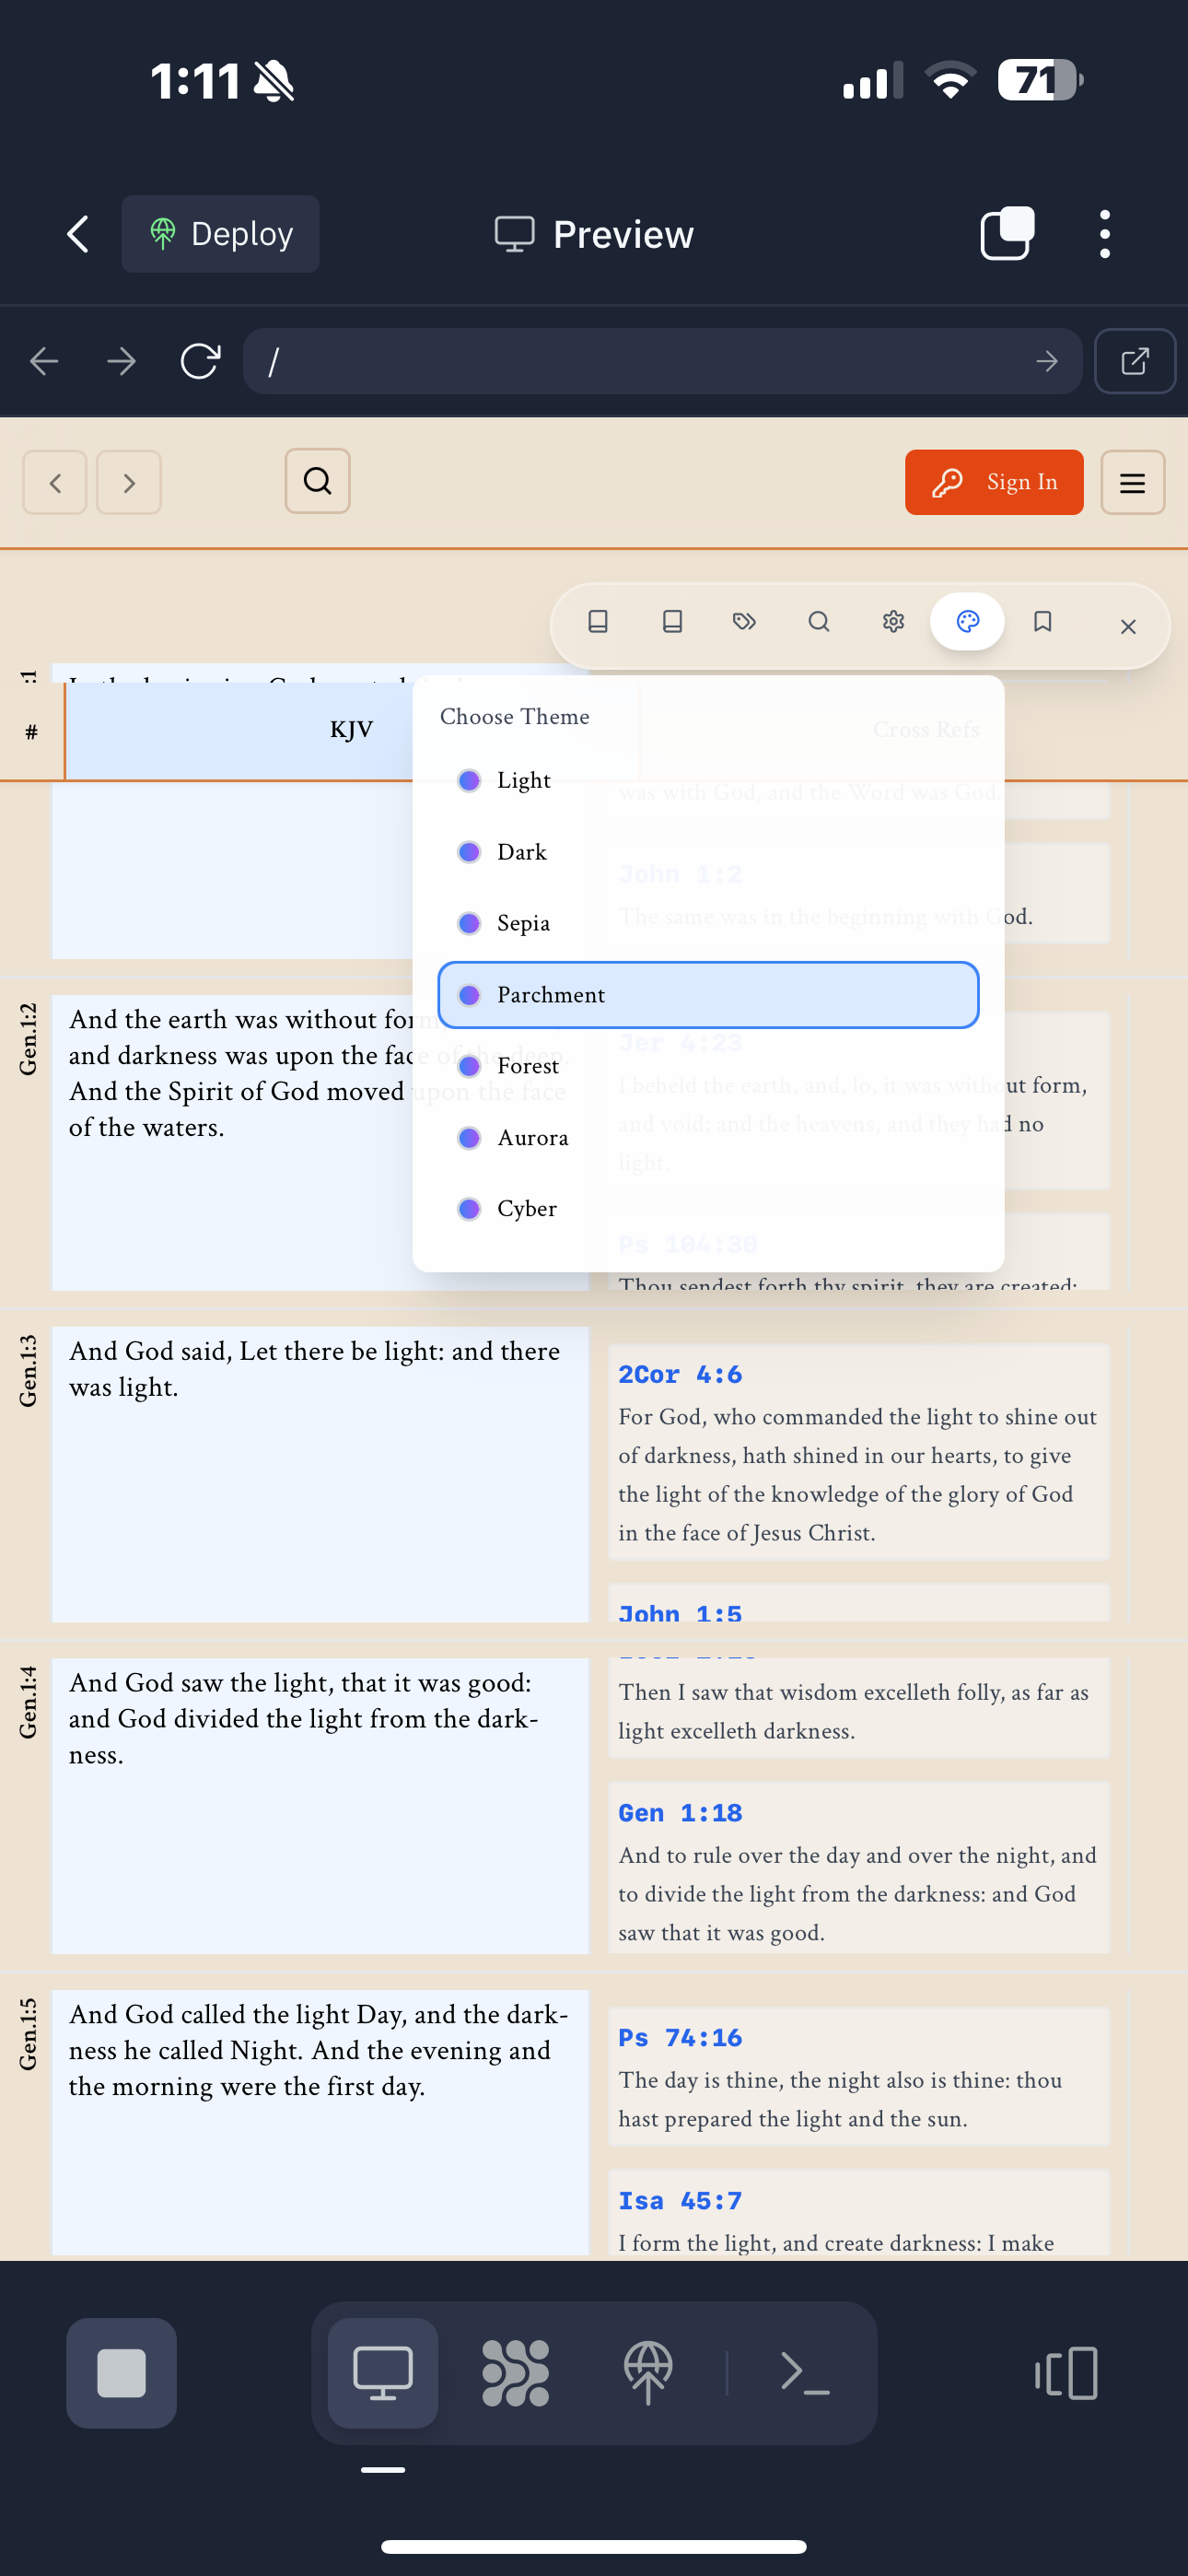 1:11
71
Deploy
Preview
/
Sign In
:1
#
KJV
Cross Refs
Choose Theme
Light
Dark
Sepia
Parchment
Forest
Aurora
Cyber
was with God, and the Word was God.
John 1:2
The same was in the beginning with God.
Gen.1:2
And the earth was without form
and darkness was upon the face of the deep.
And the Spirit of God moved upon the face
of the waters.
Jer 4:23
I beheld the earth, and, lo, it was without form,
and void; and the heavens, and they had no
light.
Ps 104:30
Thou sendest forth thy spirit, they are created:
Gen.1:3
And God said, Let there be light: and there
was light.
2Cor 4:6
For God, who commanded the light to shine out
of darkness, hath shined in our hearts, to give
the light of the knowledge of the glory of God
in the face of Jesus Christ.
John 1:5
Gen.1:4
And God saw the light, that it was good:
and God divided the light from the dark-
ness.
Then I saw that wisdom excelleth folly, as far as
light excelleth darkness.
Gen 1:18
And to rule over the day and over the night, and
to divide the light from the darkness: and God
saw that it was good.
Gen.1:5
And God called the light Day, and the dark-
ness he called Night. And the evening and
the morning were the first day.
Ps 74:16
The day is thine, the night also is thine: thou
hast prepared the light and the sun.
Isa 45:7
I form the light, and create darkness: I make